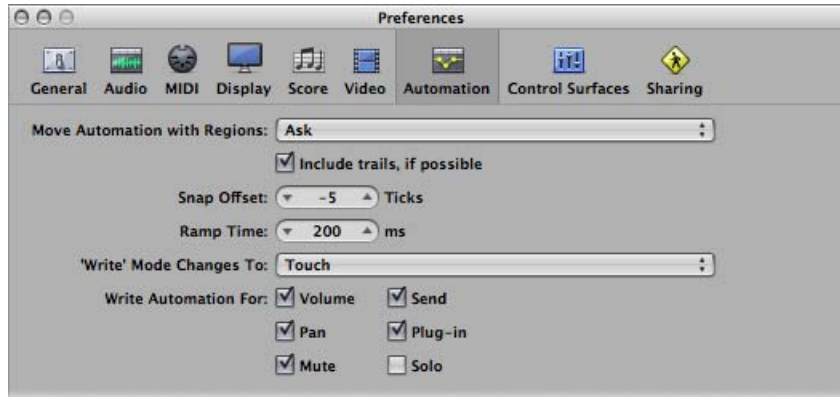 Preferences
General Audio MIDI Display Score Video Automation Control Surfaces Sharing
Move Automation with Regions: Ask
Include trails, if possible
Snap Offset: -5 Ticks
Ramp Time: 200 ms
'Write' Mode Changes To: Touch
Write Automation For: Volume Send
Pan Plug-in
Mute Solo